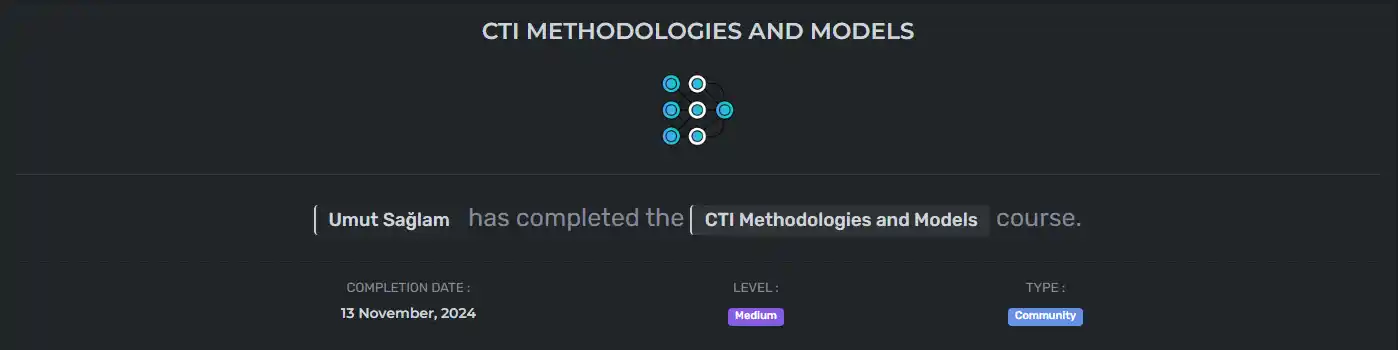 CTI METHODOLOGIES AND MODELS
Umut Sağlam has completed the CTI Methodologies and Models course.
COMPLETION DATE : LEVEL : TYPE :
13 November, 2024 Medium Community